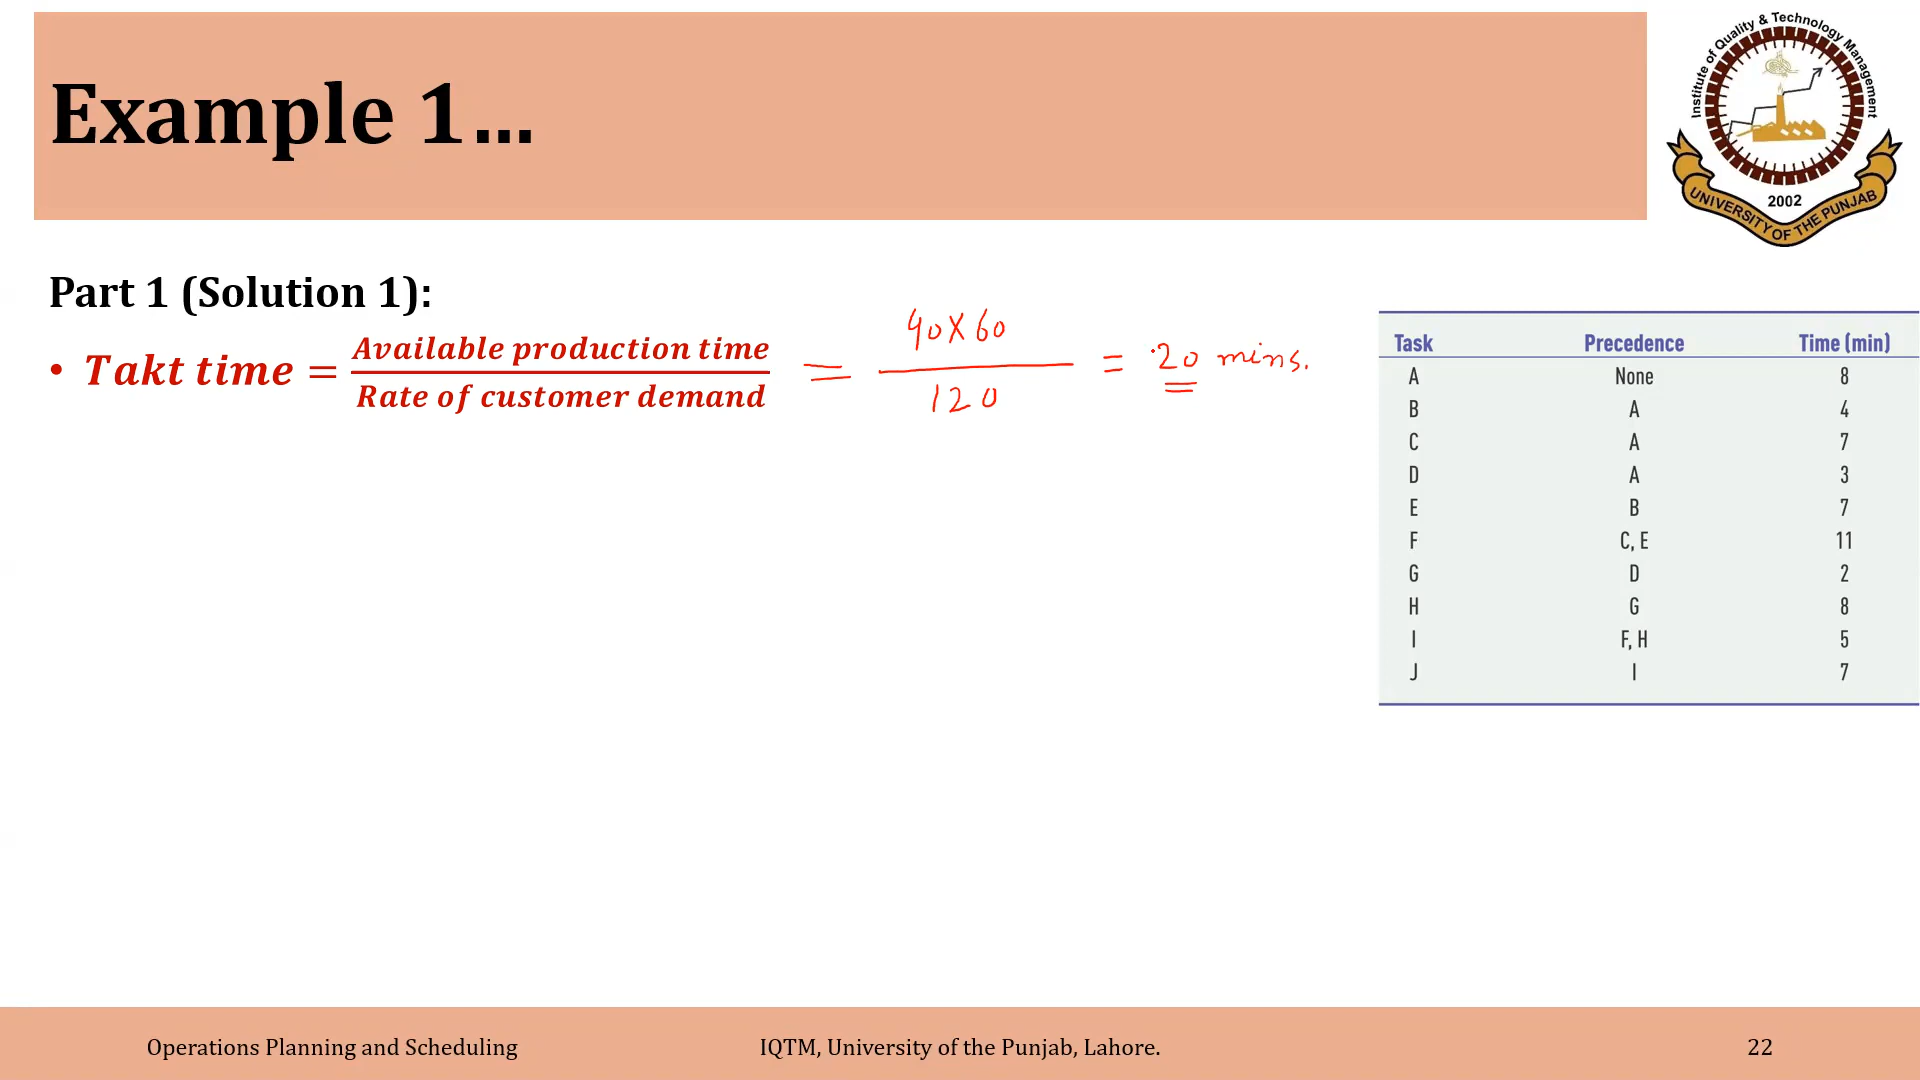 Example 1...
Institute of Quality & Technology Management
2002
UNIVERSITY OF THE PUNJAB
Part 1 (Solution 1):
• Takt time = Available production time / Rate of customer demand = 40X60 / 120 = 20 mins.
Task Precedence Time (min)
A None 8
B A 4
C A 7
D A 3
E B 7
F C, E 11
G D 2
H G 8
I F, H 5
J I 7
Operations Planning and Scheduling IQTM, University of the Punjab, Lahore. 22